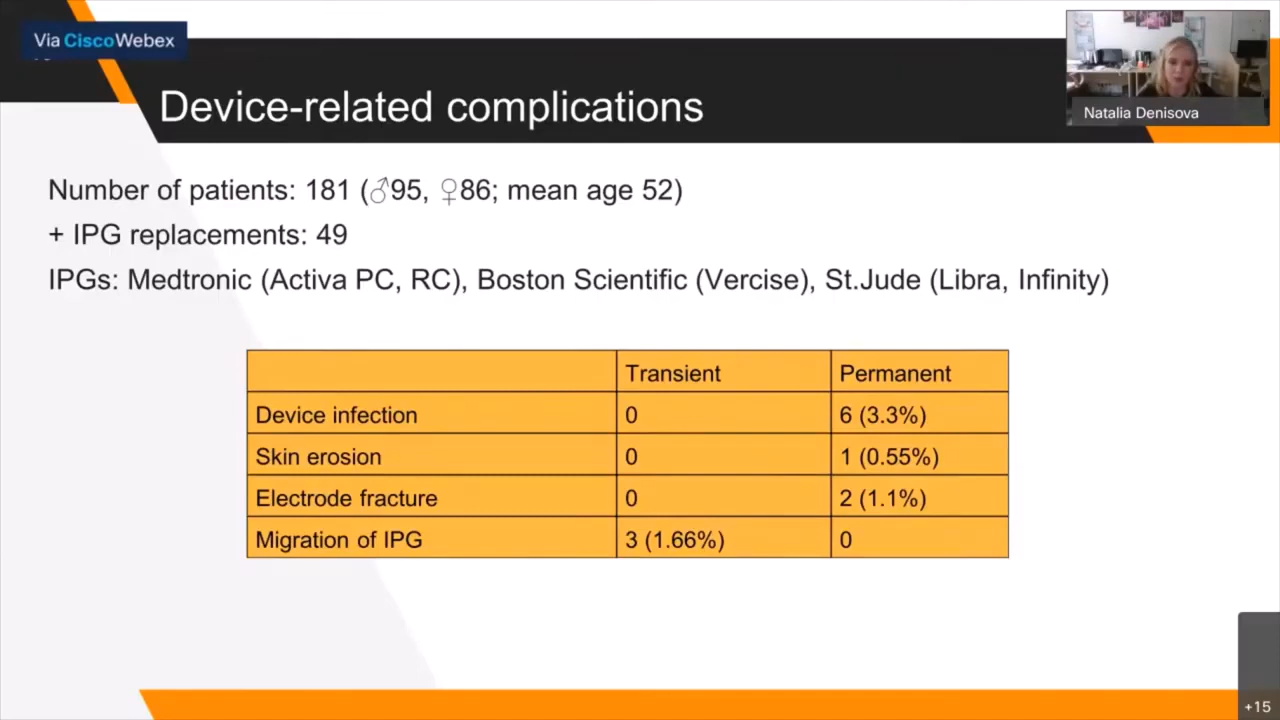 Via CiscoWebex
Device-related complications
Natalia Denisova
Number of patients: 181 (♂95, ♀86; mean age 52)
+ IPG replacements: 49
IPGs: Medtronic (Activa PC, RC), Boston Scientific (Vercise), St.Jude (Libra, Infinity)
Transient Permanent
Device infection 0 6 (3.3%)
Skin erosion 0 1 (0.55%)
Electrode fracture 0 2 (1.1%)
Migration of IPG 3 (1.66%) 0
+15